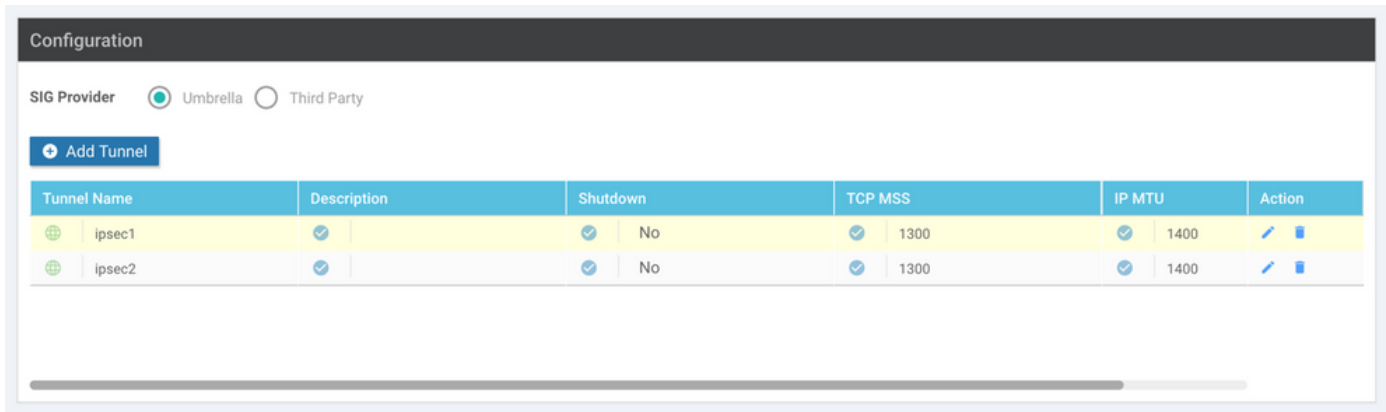 Configuration
SIG Provider Umbrella Third Party
Add Tunnel
Tunnel Name Description Shutdown TCP MSS IP MTU Action
ipsec1 No 1300 1400
ipsec2 No 1300 1400